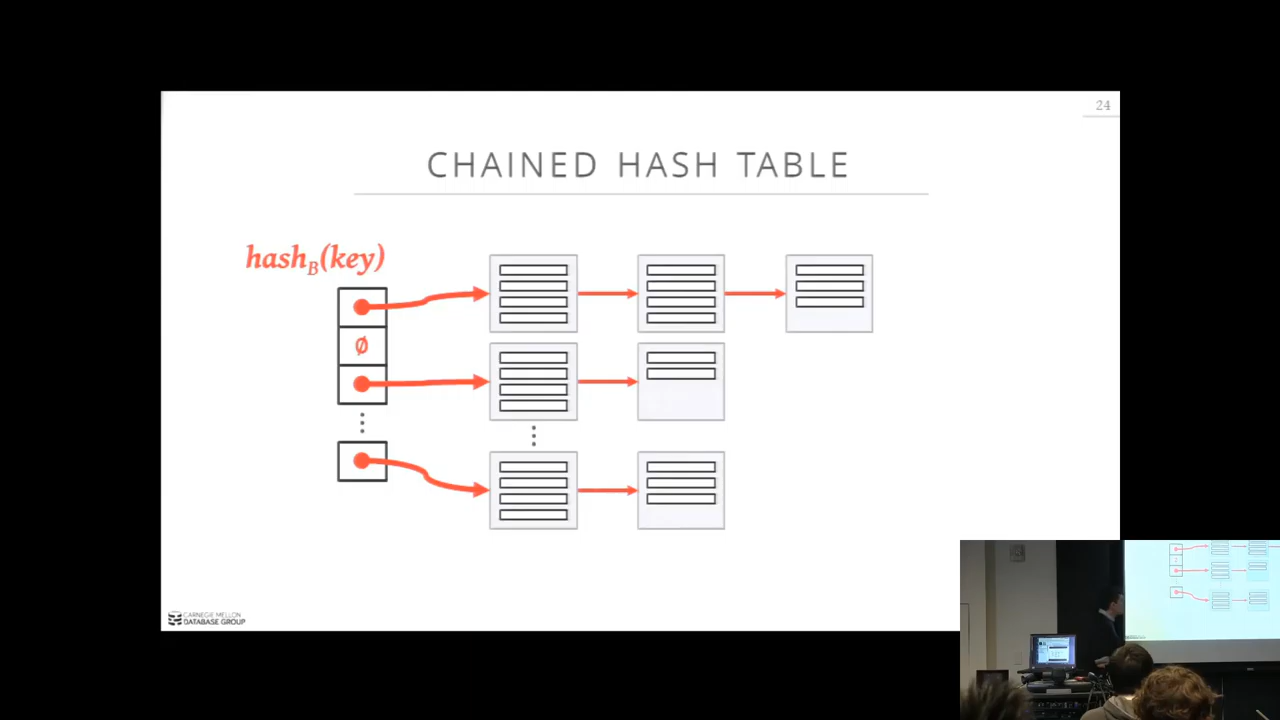 24
CHAINED HASH TABLE
hash_B(key)
Ø
CARNEGIE MELLON
DATABASE GROUP